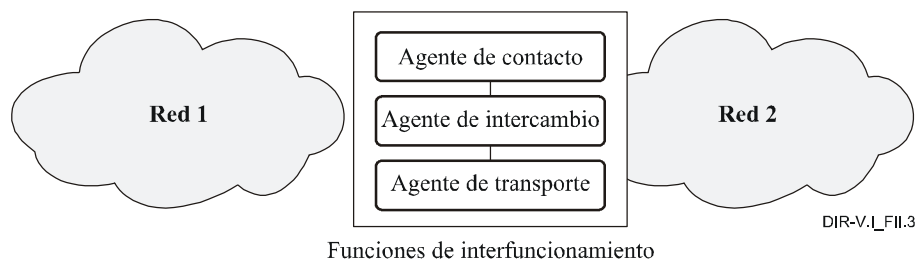 Agente de contacto
Red 1
Agente de intercambio
Red 2
Agente de transporte
DIR-V.I_FII.3
Funciones de interfuncionamiento